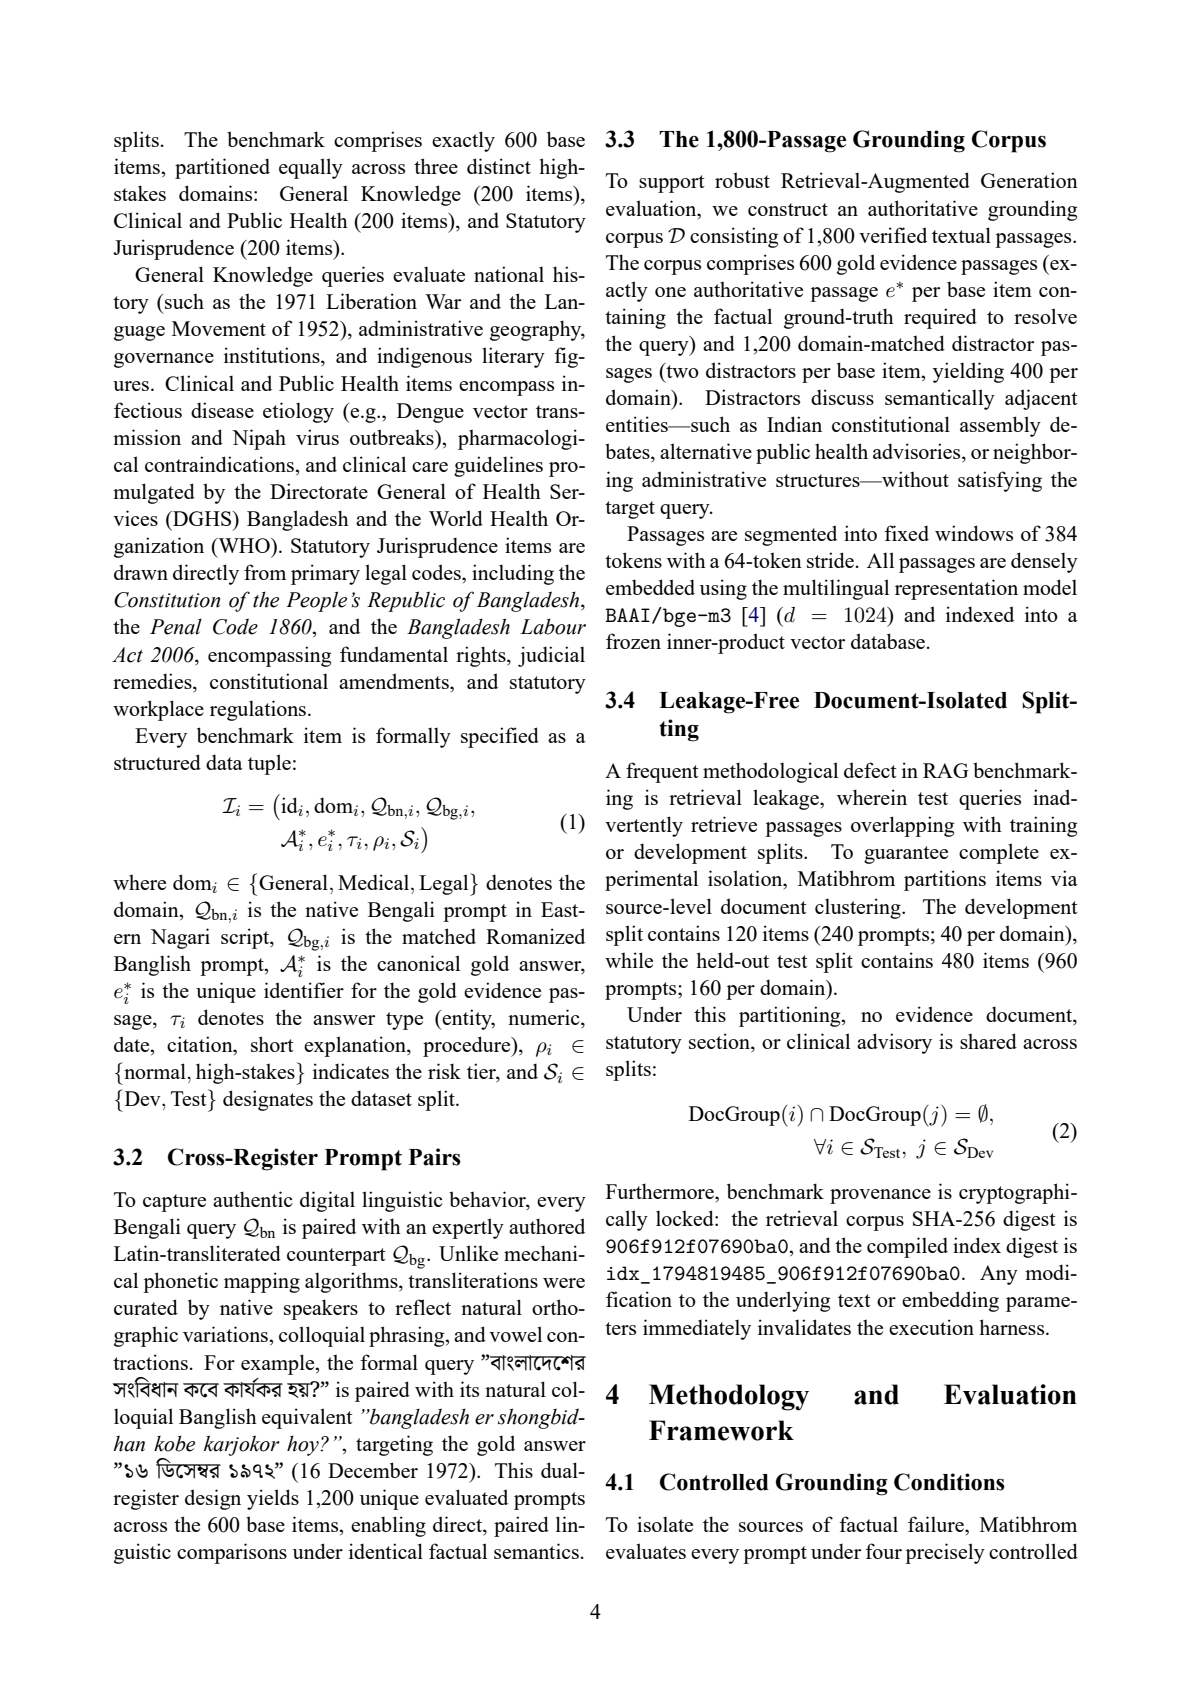 splits. The benchmark comprises exactly 600 base
items, partitioned equally across three distinct high-
stakes domains: General Knowledge (200 items),
Clinical and Public Health (200 items), and Statutory
Jurisprudence (200 items).
General Knowledge queries evaluate national his-
tory (such as the 1971 Liberation War and the Lan-
guage Movement of 1952), administrative geography,
governance institutions, and indigenous literary fig-
ures. Clinical and Public Health items encompass in-
fectious disease etiology (e.g., Dengue vector trans-
mission and Nipah virus outbreaks), pharmacologi-
cal contraindications, and clinical care guidelines pro-
mulgated by the Directorate General of Health Ser-
vices (DGHS) Bangladesh and the World Health Or-
ganization (WHO). Statutory Jurisprudence items are
drawn directly from primary legal codes, including the
Constitution of the People's Republic of Bangladesh,
the Penal Code 1860, and the Bangladesh Labour
Act 2006, encompassing fundamental rights, judicial
remedies, constitutional amendments, and statutory
workplace regulations.
Every benchmark item is formally specified as a
structured data tuple:
ℐᵢ = (idᵢ, domᵢ, 𝒬bn,i, 𝒬bg,i,
𝒜ᵢ*, eᵢ*, τᵢ, ρᵢ, 𝒮ᵢ) (1)
where domᵢ ∈ {General, Medical, Legal} denotes the
domain, 𝒬bn,i is the native Bengali prompt in East-
ern Nagari script, 𝒬bg,i is the matched Romanized
Banglish prompt, 𝒜ᵢ* is the canonical gold answer,
eᵢ* is the unique identifier for the gold evidence pas-
sage, τᵢ denotes the answer type (entity, numeric,
date, citation, short explanation, procedure), ρᵢ ∈
{normal, high-stakes} indicates the risk tier, and 𝒮ᵢ ∈
{Dev, Test} designates the dataset split.
3.2 Cross-Register Prompt Pairs
To capture authentic digital linguistic behavior, every
Bengali query 𝒬bn is paired with an expertly authored
Latin-transliterated counterpart 𝒬bg. Unlike mechani-
cal phonetic mapping algorithms, transliterations were
curated by native speakers to reflect natural ortho-
graphic variations, colloquial phrasing, and vowel con-
tractions. For example, the formal query ”বাংলাদেশের
সংবিধান কবে কার্যকর হয়?” is paired with its natural col-
loquial Banglish equivalent ”bangladesh er shongbid-
han kobe karjokor hoy?”, targeting the gold answer
”১৬ ডিসেম্বর ১৯৭২” (16 December 1972). This dual-
register design yields 1,200 unique evaluated prompts
across the 600 base items, enabling direct, paired lin-
guistic comparisons under identical factual semantics.
3.3 The 1,800-Passage Grounding Corpus
To support robust Retrieval-Augmented Generation
evaluation, we construct an authoritative grounding
corpus 𝒟 consisting of 1,800 verified textual passages.
The corpus comprises 600 gold evidence passages (ex-
actly one authoritative passage e* per base item con-
taining the factual ground-truth required to resolve
the query) and 1,200 domain-matched distractor pas-
sages (two distractors per base item, yielding 400 per
domain). Distractors discuss semantically adjacent
entities—such as Indian constitutional assembly de-
bates, alternative public health advisories, or neighbor-
ing administrative structures—without satisfying the
target query.
Passages are segmented into fixed windows of 384
tokens with a 64-token stride. All passages are densely
embedded using the multilingual representation model
BAAI/bge-m3 [4] (d = 1024) and indexed into a
frozen inner-product vector database.
3.4 Leakage-Free Document-Isolated Split-
ting
A frequent methodological defect in RAG benchmark-
ing is retrieval leakage, wherein test queries inad-
vertently retrieve passages overlapping with training
or development splits. To guarantee complete ex-
perimental isolation, Matibhrom partitions items via
source-level document clustering. The development
split contains 120 items (240 prompts; 40 per domain),
while the held-out test split contains 480 items (960
prompts; 160 per domain).
Under this partitioning, no evidence document,
statutory section, or clinical advisory is shared across
splits:
DocGroup(i) ∩ DocGroup(j) = ∅,
∀i ∈ 𝒮Test, j ∈ 𝒮Dev (2)
Furthermore, benchmark provenance is cryptographi-
cally locked: the retrieval corpus SHA-256 digest is
906f912f07690ba0, and the compiled index digest is
idx_1794819485_906f912f07690ba0. Any modi-
fication to the underlying text or embedding parame-
ters immediately invalidates the execution harness.
4 Methodology and Evaluation
Framework
4.1 Controlled Grounding Conditions
To isolate the sources of factual failure, Matibhrom
evaluates every prompt under four precisely controlled
4